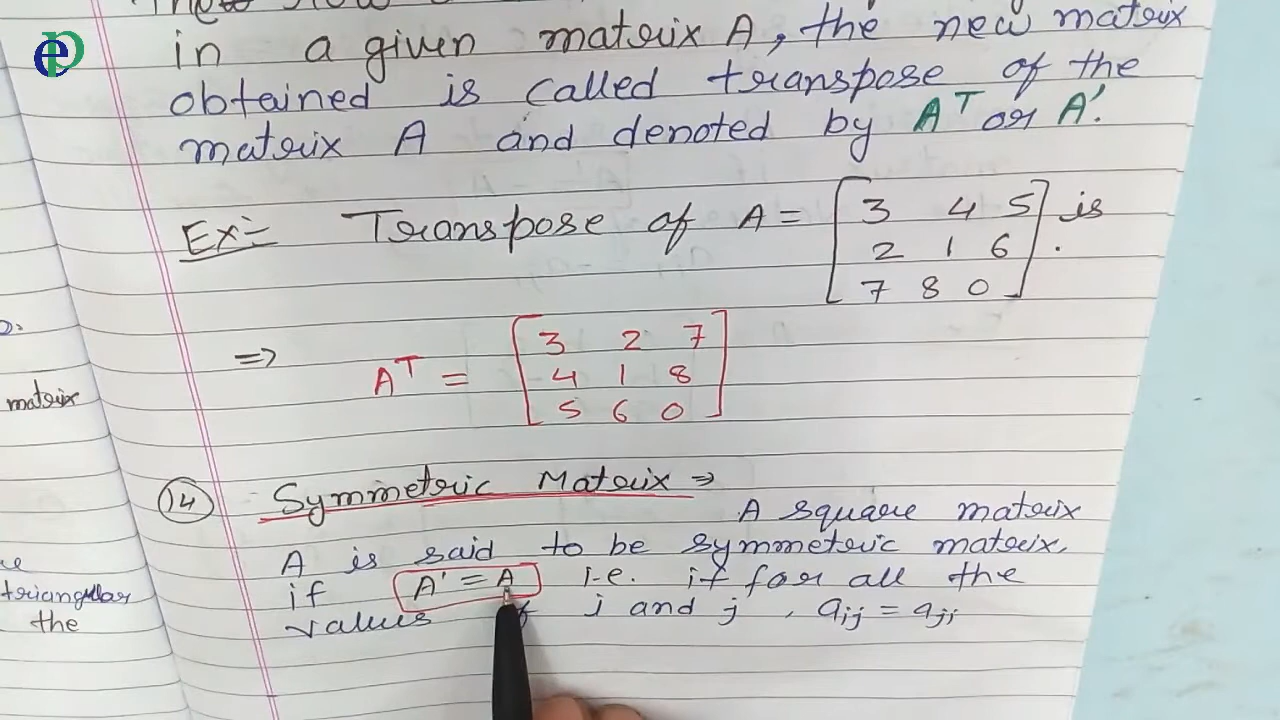 in a given matrix A, the new matrix
obtained is called transpose of the
matrix A and denoted by Aᵀ or A'.
Ex:- Transpose of A = [3 4 5] is
2 1 6 .
7 8 0
=> Aᵀ = [3 2 7]
4 1 8
5 6 0
14 Symmetric Matrix =>
A square matrix
A is said to be symmetric matrix.
if A' = A i.e. if for all the
values of i and j, aij = aji
matrix
triangular
the